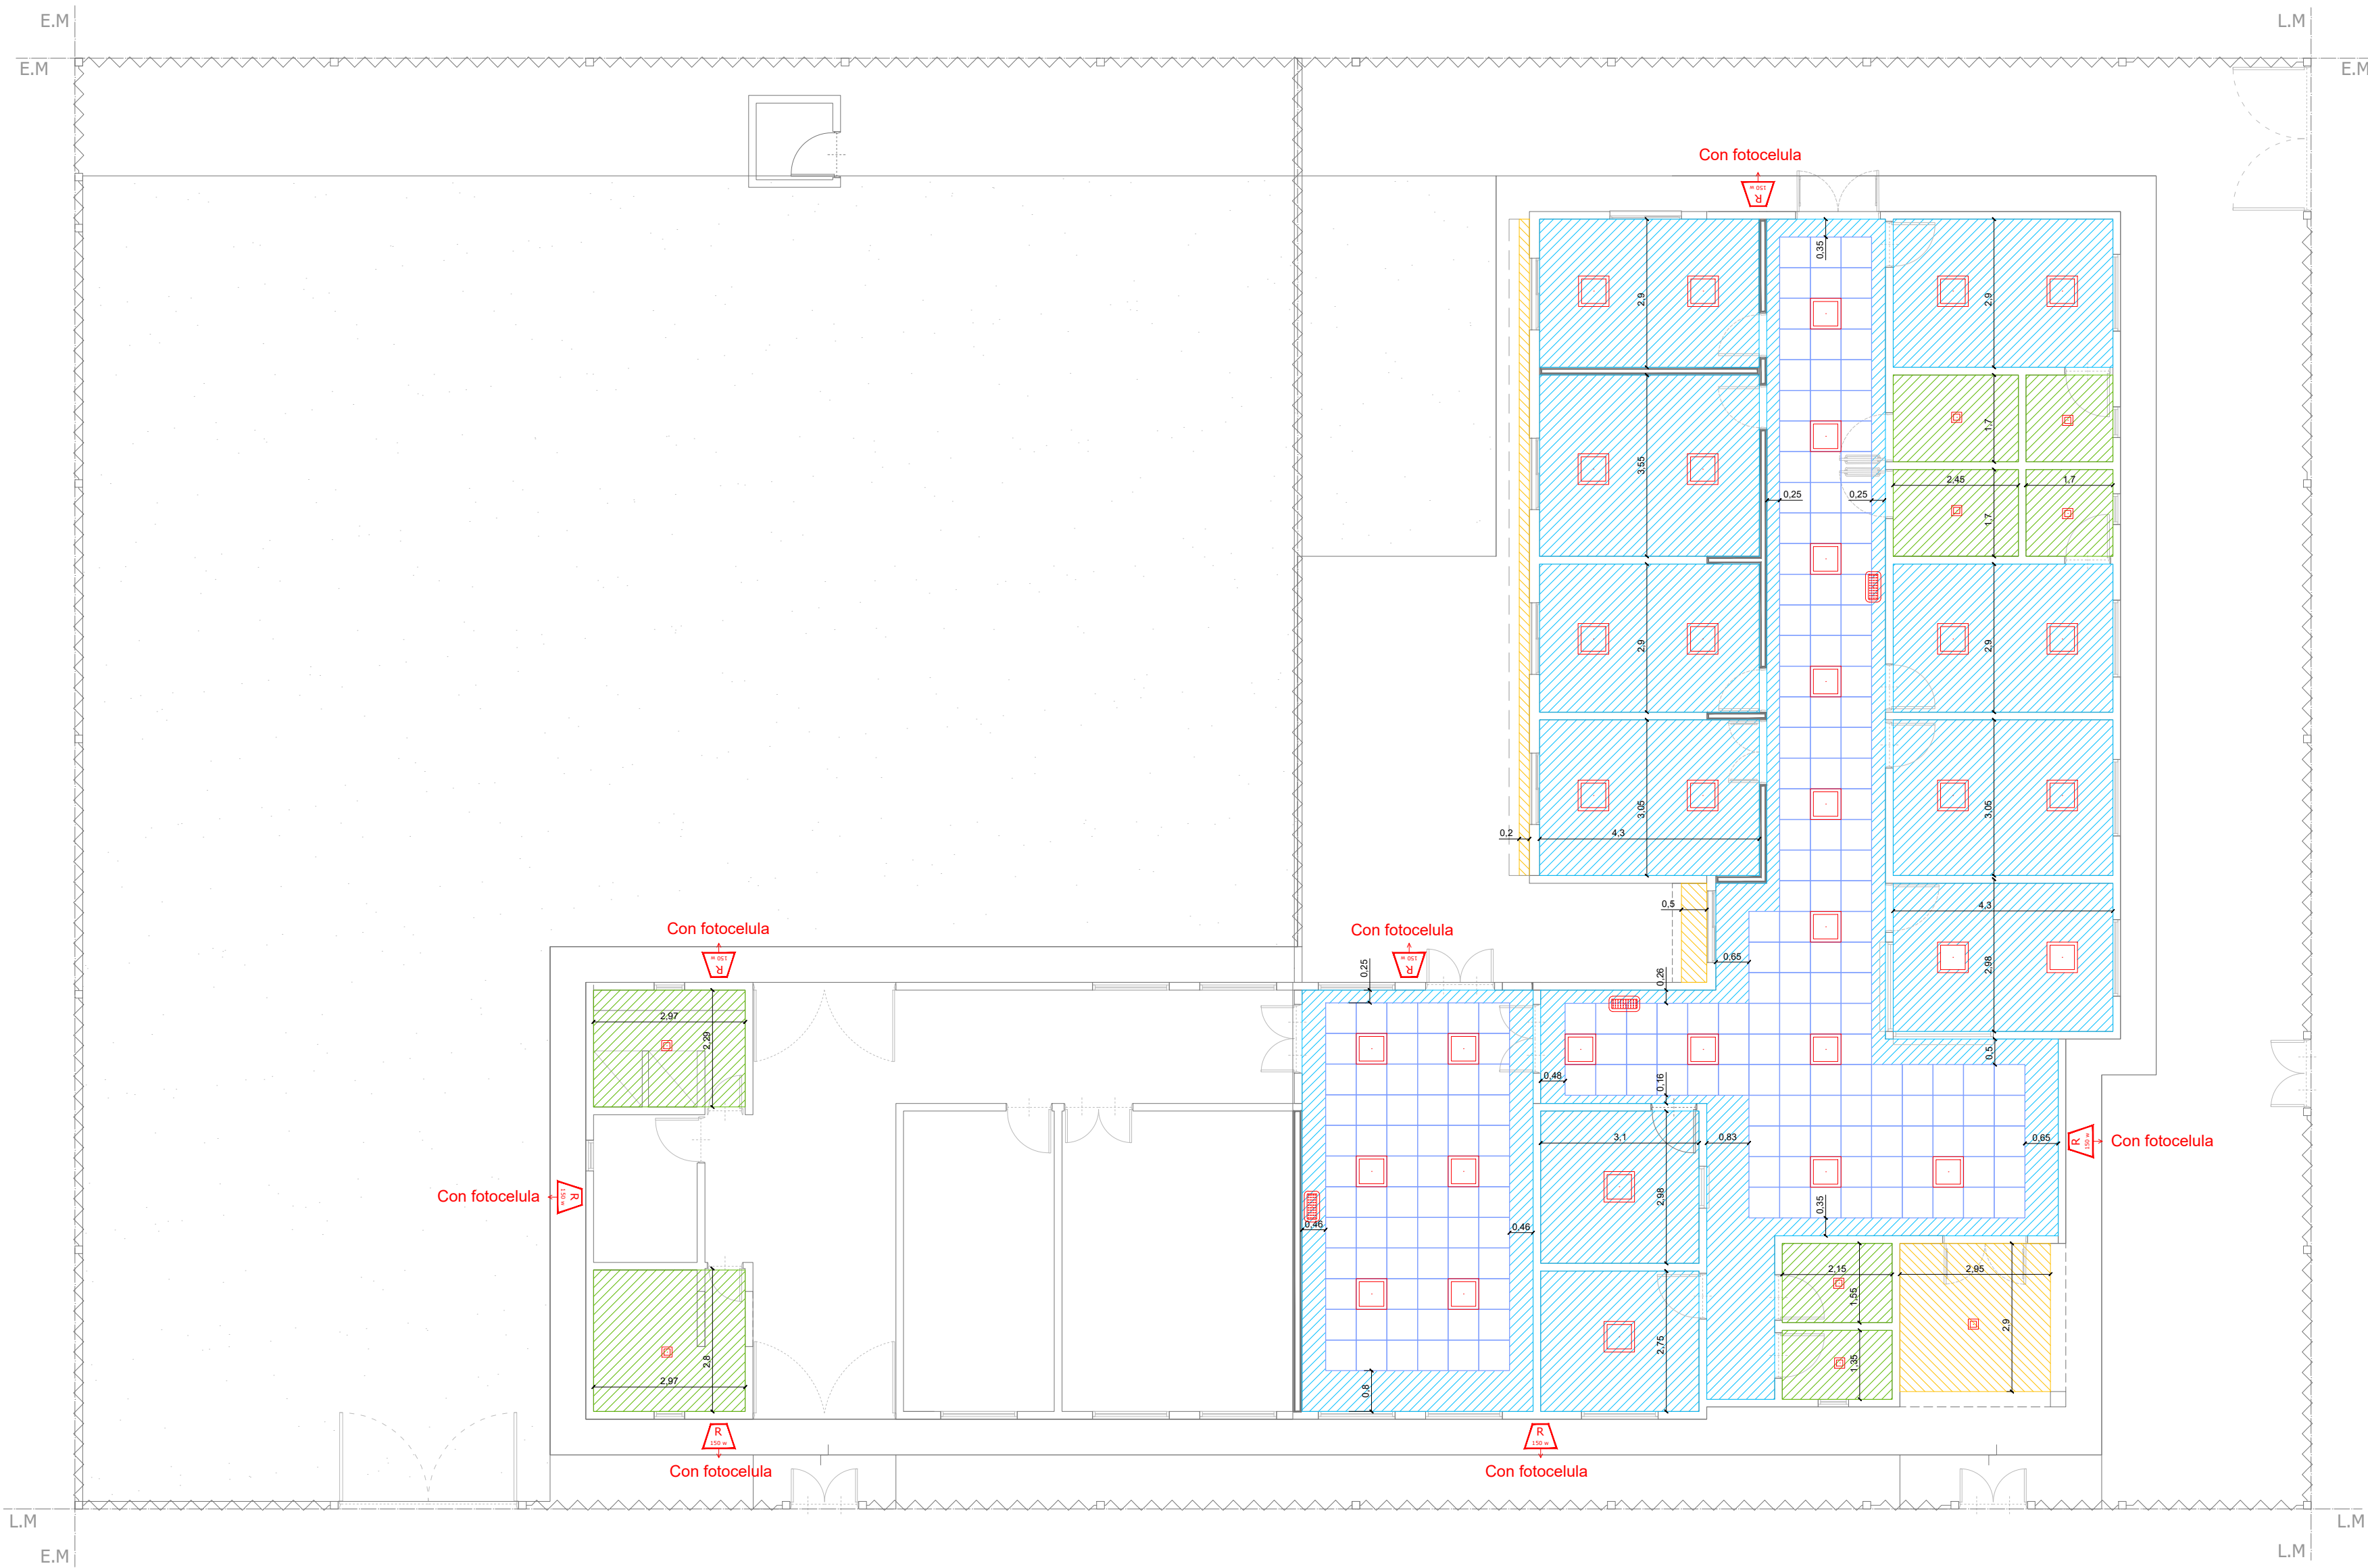 E.M
L.M
E.M
E.M
Con fotocelula
150 w
R
0,35
2,9
2,9
3,55
1,7
2,45
1,7
0,25
0,25
1,7
2,9
2,9
3,05
3,05
0,2
4,3
0,5
4,3
Con fotocelula
Con fotocelula
150 w
R
150 w
R
0,25
0,26
0,65
2,98
2,97
2,29
0,5
0,48
0,16
3,1
0,83
0,65
R
150 w
Con fotocelula
Con fotocelula
R
150 w
2,98
0,35
0,46
0,46
2,15
2,95
1,55
2,9
2,8
2,75
1,35
2,97
0,8
R
150 w
R
150 w
Con fotocelula
Con fotocelula
L.M
L.M
E.M
L.M